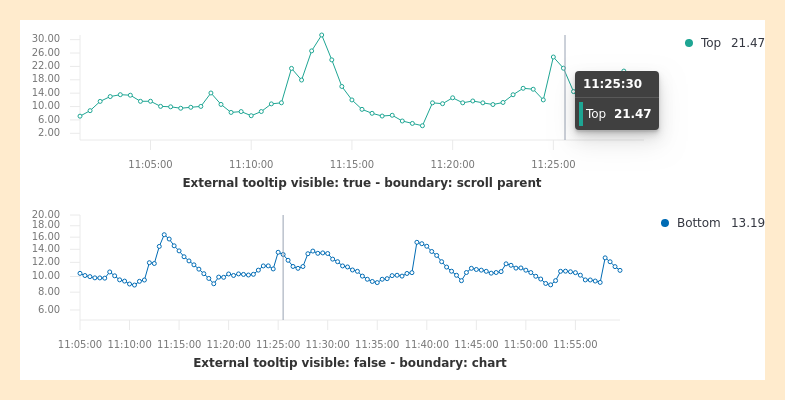 30.00
26.00
22.00
18.00
14.00
10.00
6.00
2.00
Top 21.47
11:25:30
Top 21.47
11:05:00 11:10:00 11:15:00 11:20:00 11:25:00
External tooltip visible: true - boundary: scroll parent
20.00
18.00
16.00
14.00
12.00
10.00
8.00
6.00
Bottom 13.19
11:05:00 11:10:00 11:15:00 11:20:00 11:25:00 11:30:00 11:35:00 11:40:00 11:45:00 11:50:00 11:55:00
External tooltip visible: false - boundary: chart